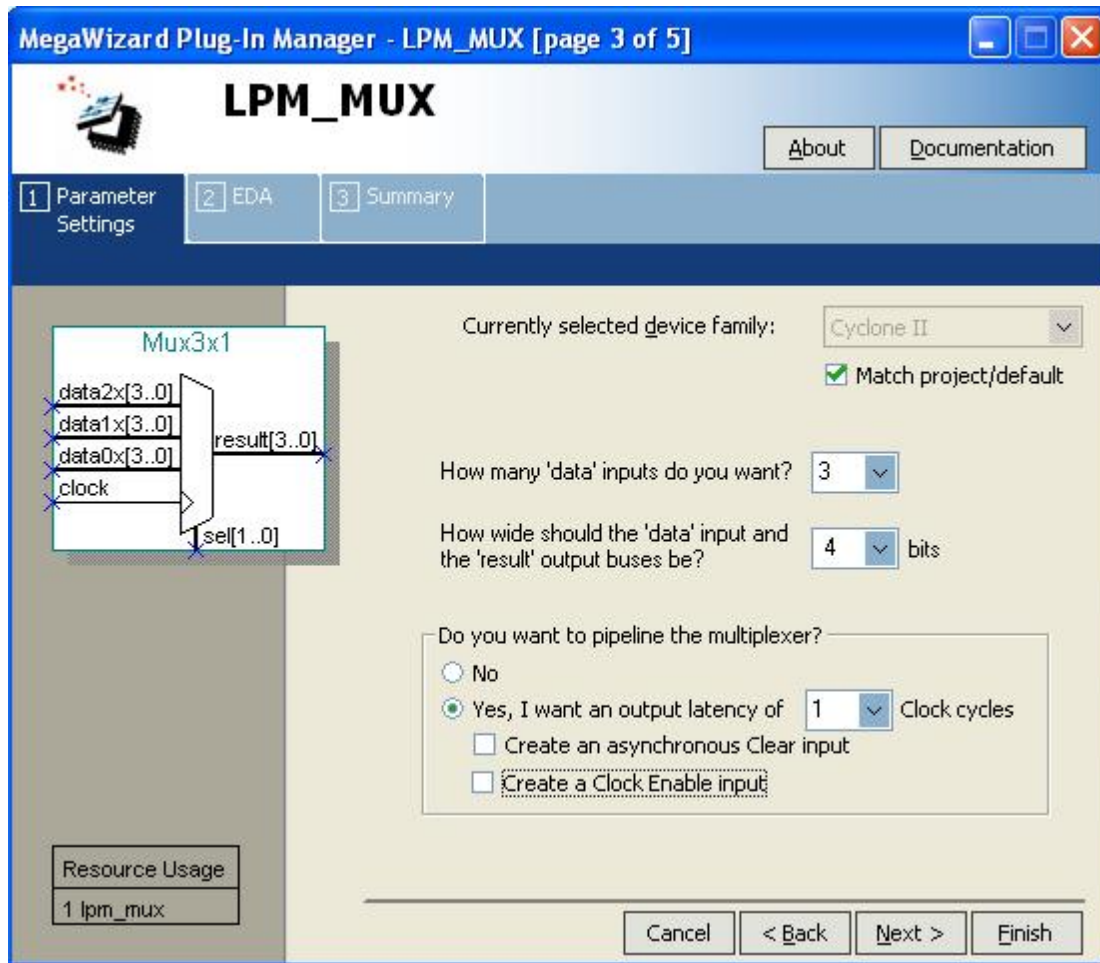 MegaWizard Plug-In Manager - LPM_MUX [page 3 of 5]
LPM_MUX
About
Documentation
1 Parameter Settings
2 EDA
3 Summary
Mux3x1
data2x[3..0]
data1x[3..0]
data0x[3..0]
clock
result[3..0]
sel[1..0]
Currently selected device family:
Cyclone II
Match project/default
How many 'data' inputs do you want?
3
How wide should the 'data' input and
the 'result' output buses be?
4
bits
Do you want to pipeline the multiplexer?
No
Yes, I want an output latency of
1
Clock cycles
Create an asynchronous Clear input
Create a Clock Enable input
Resource Usage
1 lpm_mux
Cancel
< Back
Next >
Finish